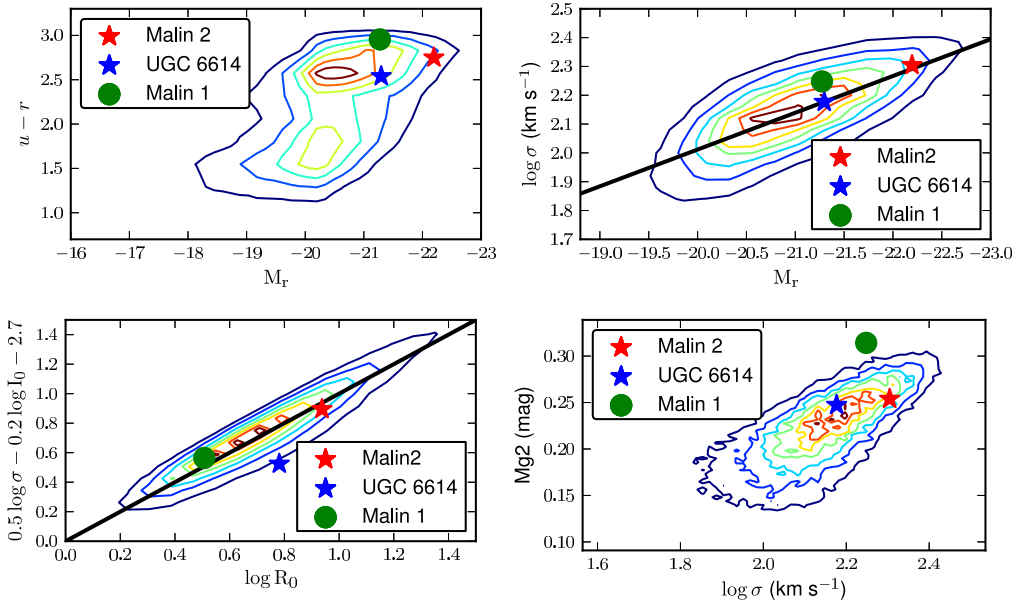 3.0
2.5
2.0
1.5
1.0
u − r
Malin 2
UGC 6614
Malin 1
−16 −17 −18 −19 −20 −21 −22 −23
M_r
2.5
2.4
2.3
2.2
2.1
2.0
1.9
1.8
1.7
log σ (km s⁻¹)
Malin2
UGC 6614
Malin 1
−19.0 −19.5 −20.0 −20.5 −21.0 −21.5 −22.0 −22.5 −23.0
M_r
1.4
1.2
1.0
0.8
0.6
0.4
0.2
0.0
0.5 log σ − 0.2 log I₀ − 2.7
Malin2
UGC 6614
Malin 1
0.0 0.2 0.4 0.6 0.8 1.0 1.2 1.4
log R₀
0.30
0.25
0.20
0.15
0.10
Mg2 (mag)
Malin 2
UGC 6614
Malin 1
1.6 1.8 2.0 2.2 2.4
log σ (km s⁻¹)